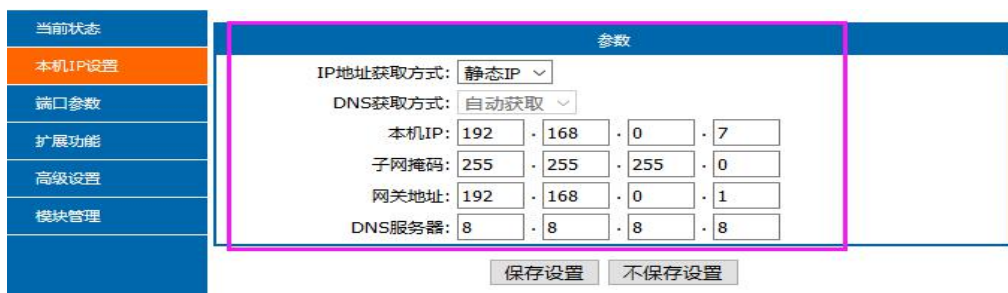 当前状态
本机IP设置
端口参数
扩展功能
高级设置
模块管理
参数
IP地址获取方式: 静态IP
DNS获取方式: 自动获取
本机IP: 192 . 168 . 0 . 7
子网掩码: 255 . 255 . 255 . 0
网关地址: 192 . 168 . 0 . 1
DNS服务器: 8 . 8 . 8 . 8
保存设置 不保存设置